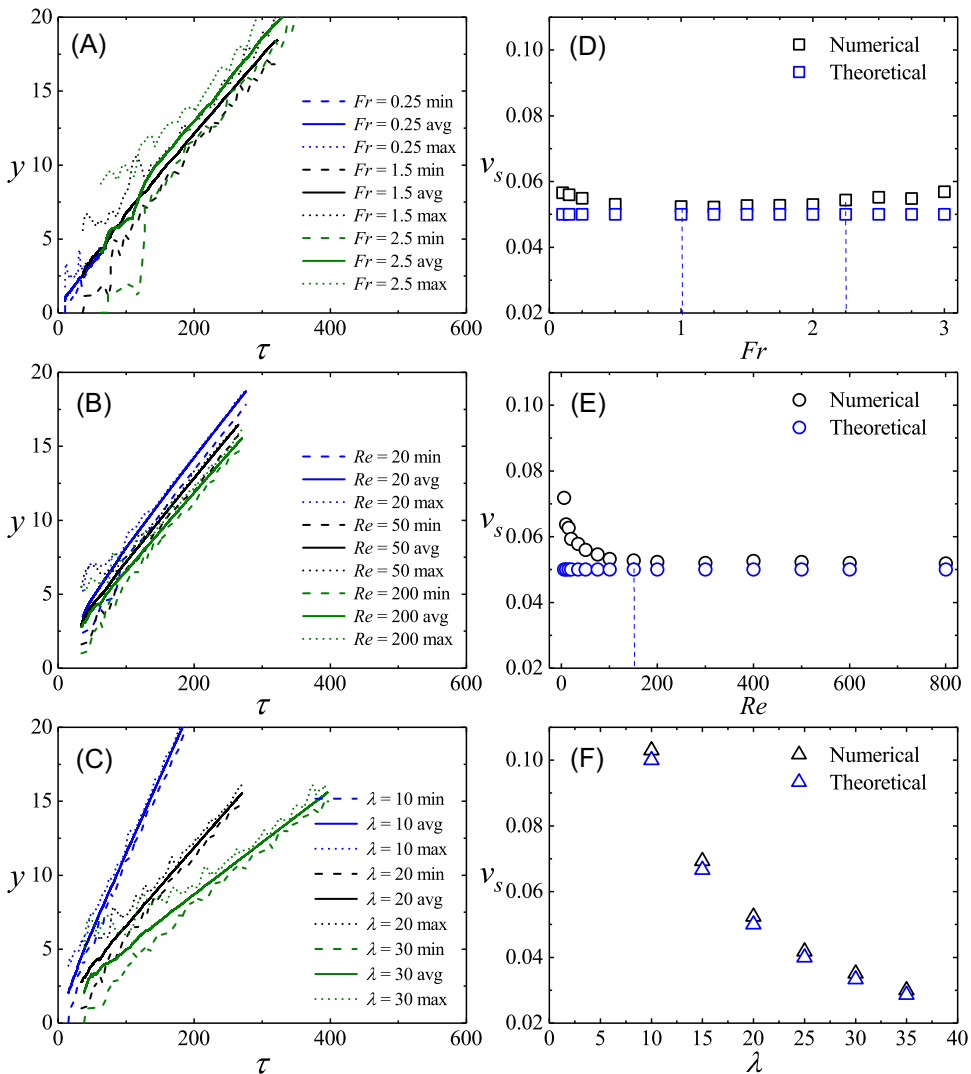 (A)
y
20
15
10
5
0
Fr = 0.25 min
Fr = 0.25 avg
Fr = 0.25 max
Fr = 1.5 min
Fr = 1.5 avg
Fr = 1.5 max
Fr = 2.5 min
Fr = 2.5 avg
Fr = 2.5 max
0 200 400 600
τ
(D)
v_s
0.10
0.08
0.06
0.04
0.02
Numerical
Theoretical
0 1 2 3
Fr
(B)
y
20
15
10
5
0
Re = 20 min
Re = 20 avg
Re = 20 max
Re = 50 min
Re = 50 avg
Re = 50 max
Re = 200 min
Re = 200 avg
Re = 200 max
0 200 400 600
τ
(E)
v_s
0.10
0.08
0.06
0.04
0.02
Numerical
Theoretical
0 200 400 600 800
Re
(C)
y
20
15
10
5
0
λ = 10 min
λ = 10 avg
λ = 10 max
λ = 20 min
λ = 20 avg
λ = 20 max
λ = 30 min
λ = 30 avg
λ = 30 max
0 200 400 600
τ
(F)
v_s
0.10
0.08
0.06
0.04
0.02
Numerical
Theoretical
0 5 10 15 20 25 30 35 40
λ